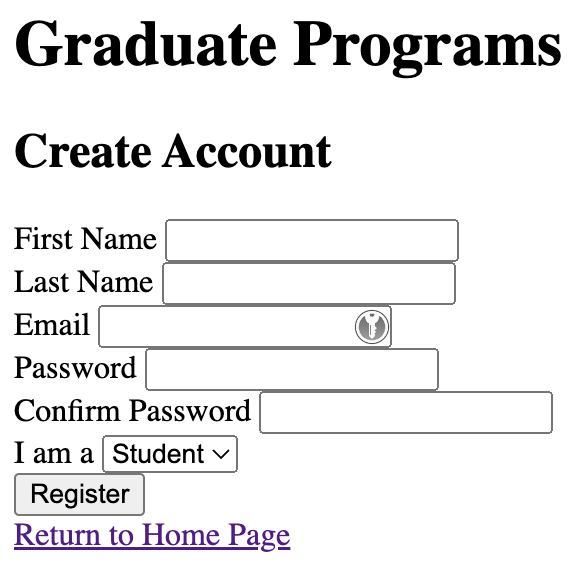 Graduate Programs
Create Account
First Name
Last Name
Email
Password
Confirm Password
I am a Student
Register
Return to Home Page